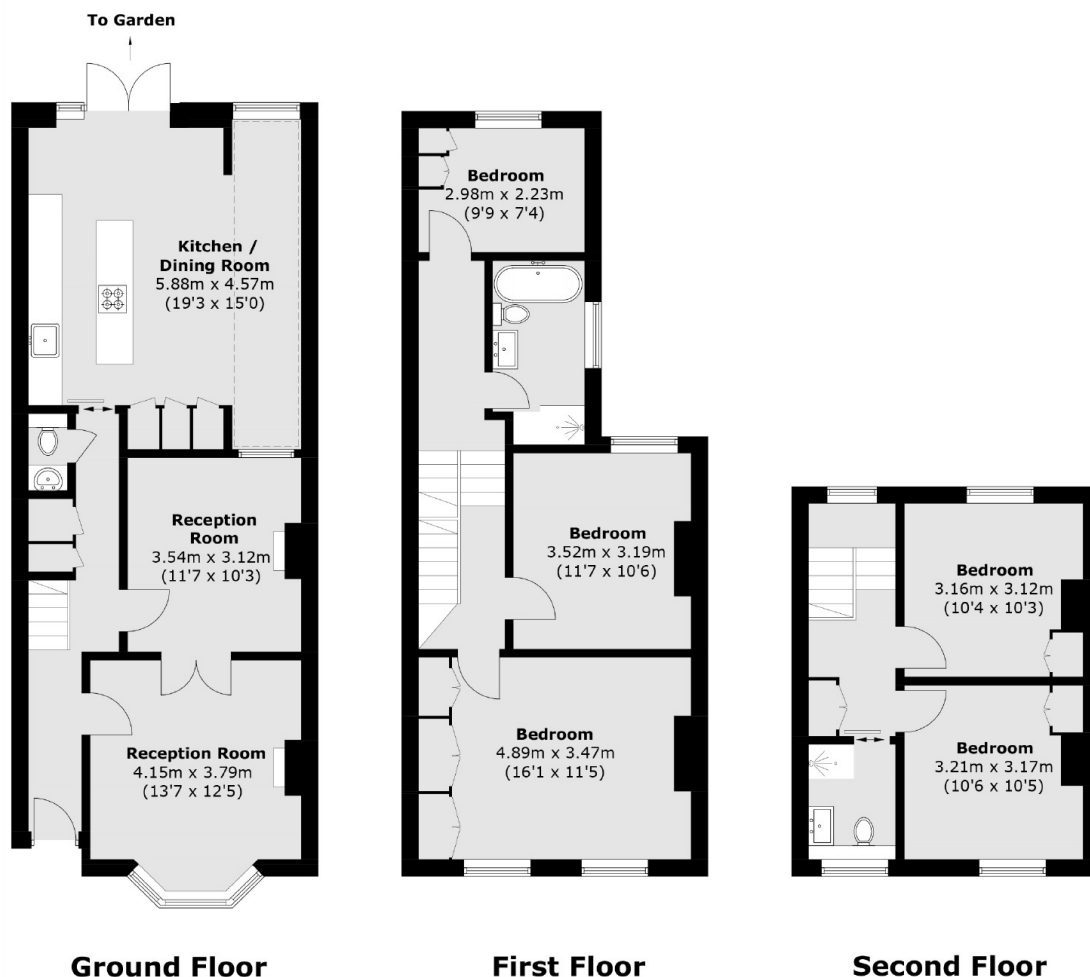 To Garden
Kitchen /
Dining Room
5.88m x 4.57m
(19'3 x 15'0)
Reception
Room
3.54m x 3.12m
(11'7 x 10'3)
Reception Room
4.15m x 3.79m
(13'7 x 12'5)
Ground Floor
Bedroom
2.98m x 2.23m
(9'9 x 7'4)
Bedroom
3.52m x 3.19m
(11'7 x 10'6)
Bedroom
4.89m x 3.47m
(16'1 x 11'5)
First Floor
Bedroom
3.16m x 3.12m
(10'4 x 10'3)
Bedroom
3.21m x 3.17m
(10'6 x 10'5)
Second Floor